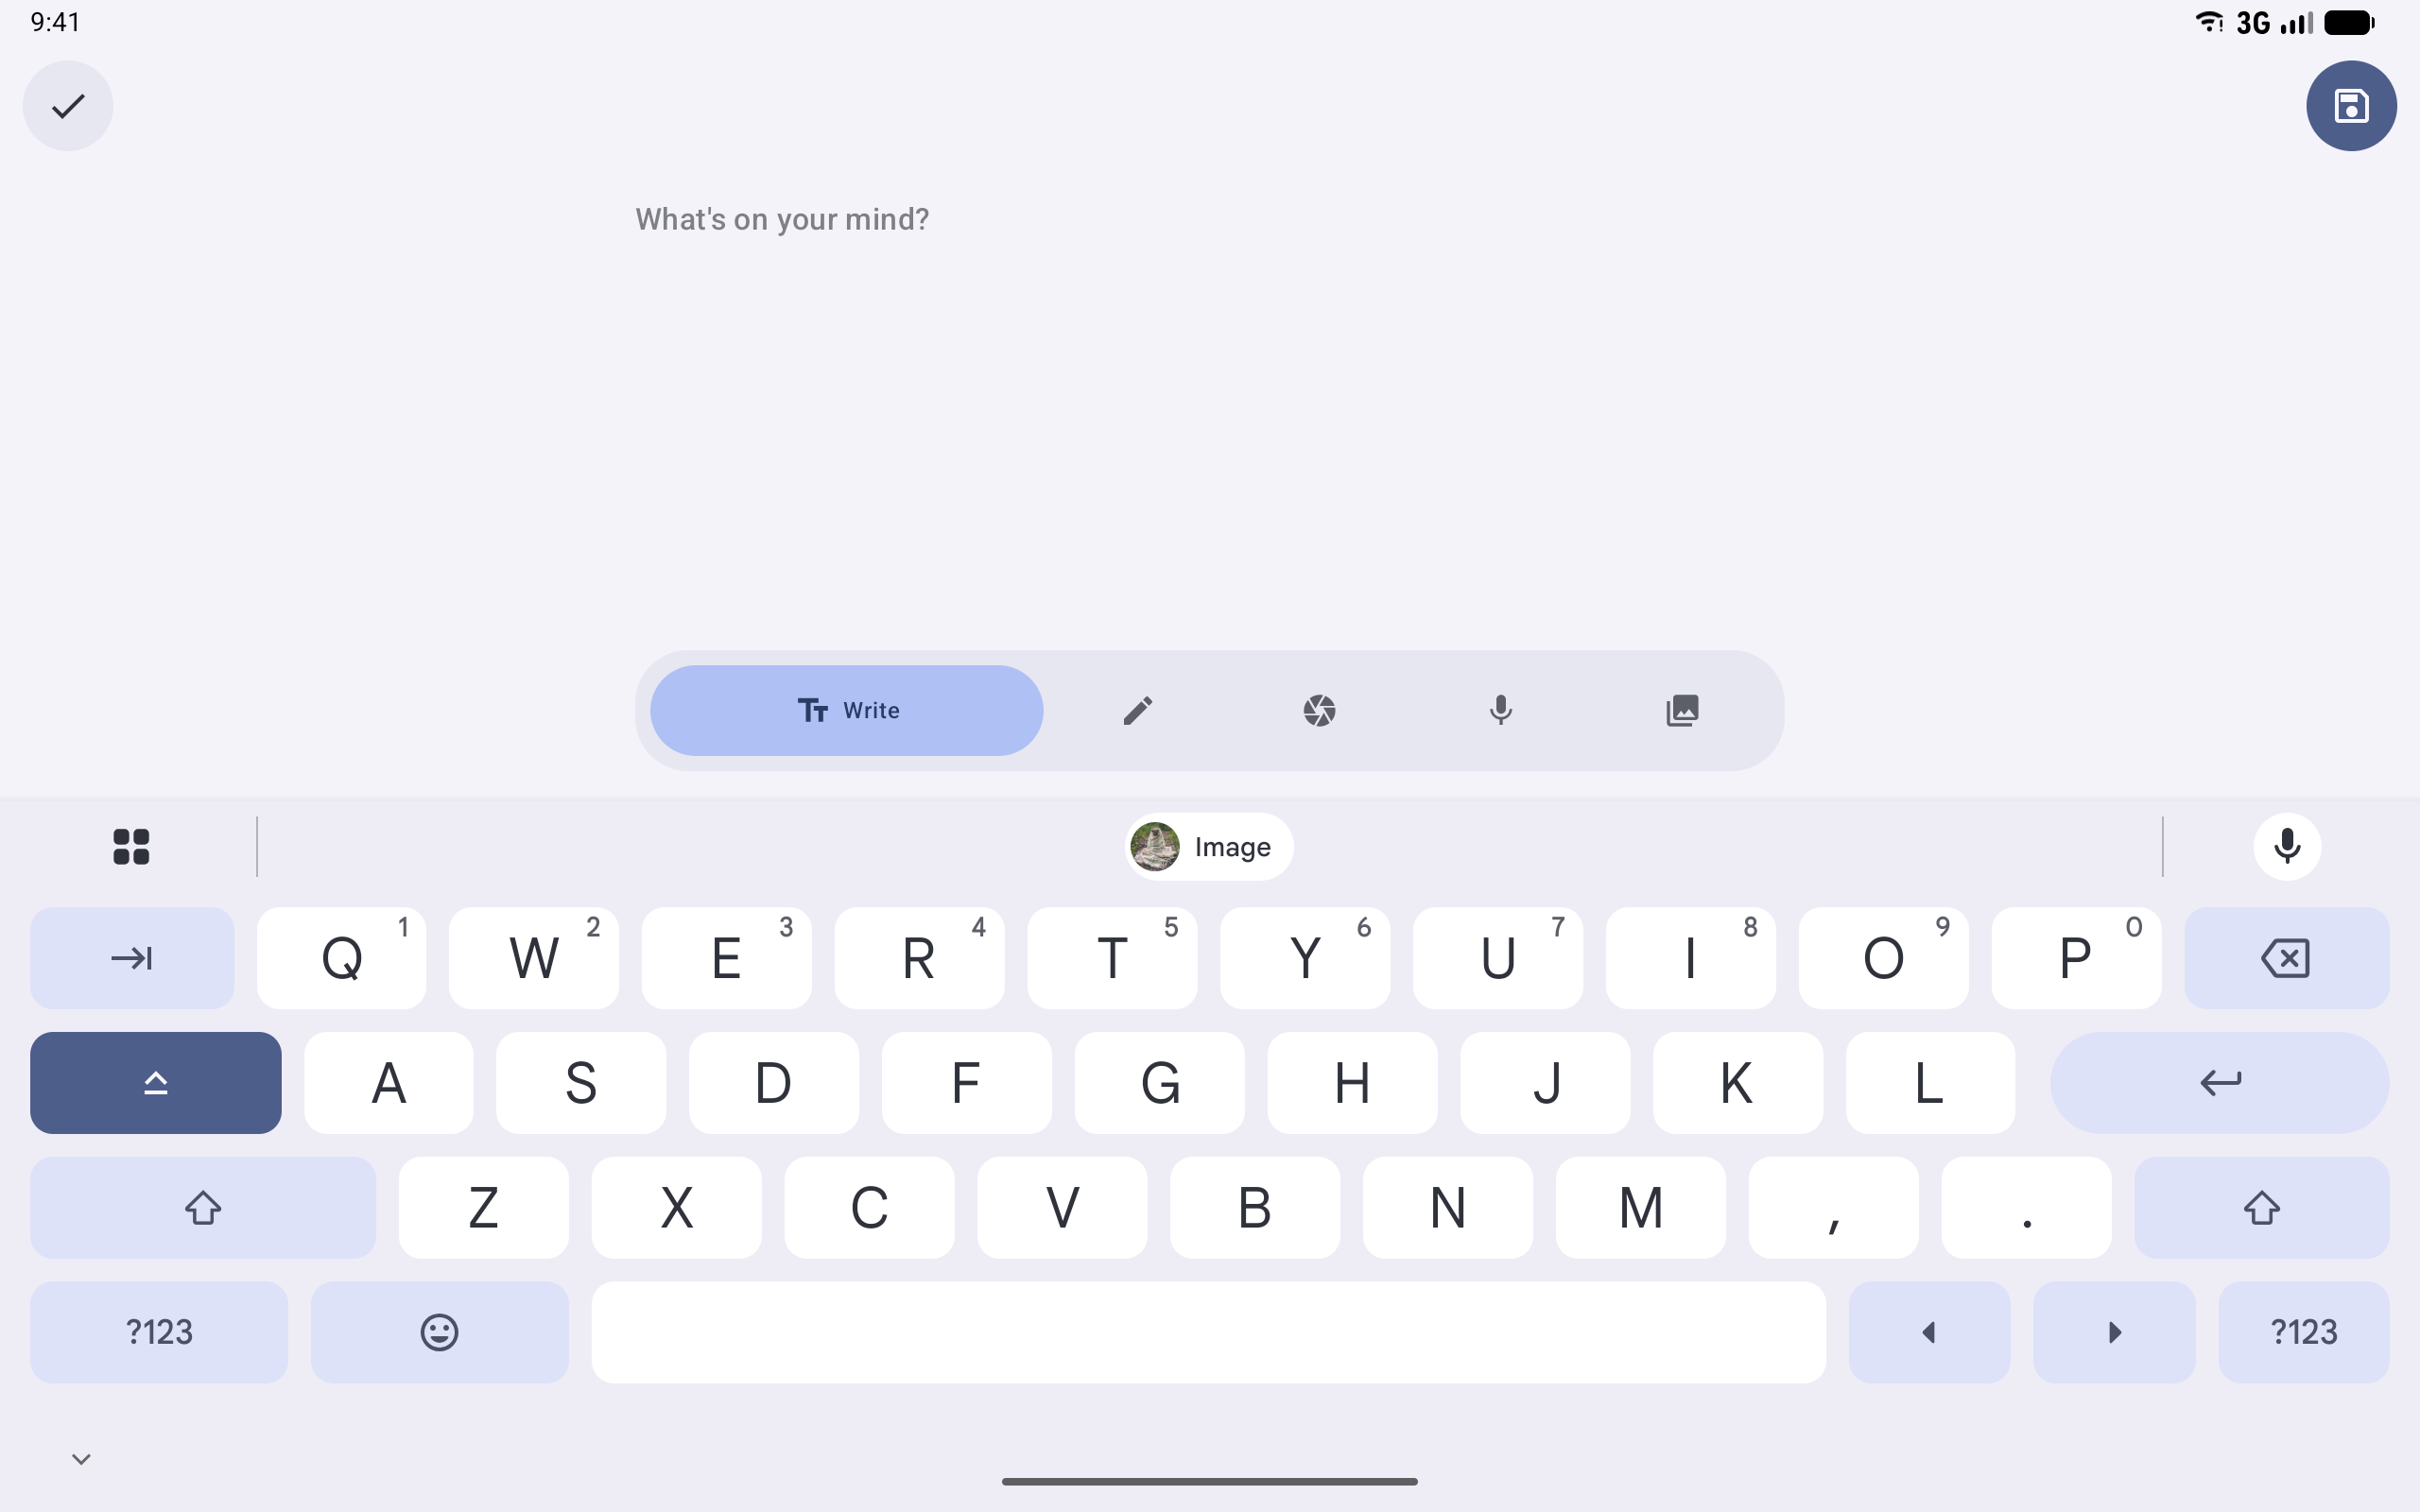 9:41
3G
What's on your mind?
Write
Image
Q 1 W 2 E 3 R 4 T 5 Y 6 U 7 I 8 O 9 P 0
A S D F G H J K L
Z X C V B N M , .
?123 ?123